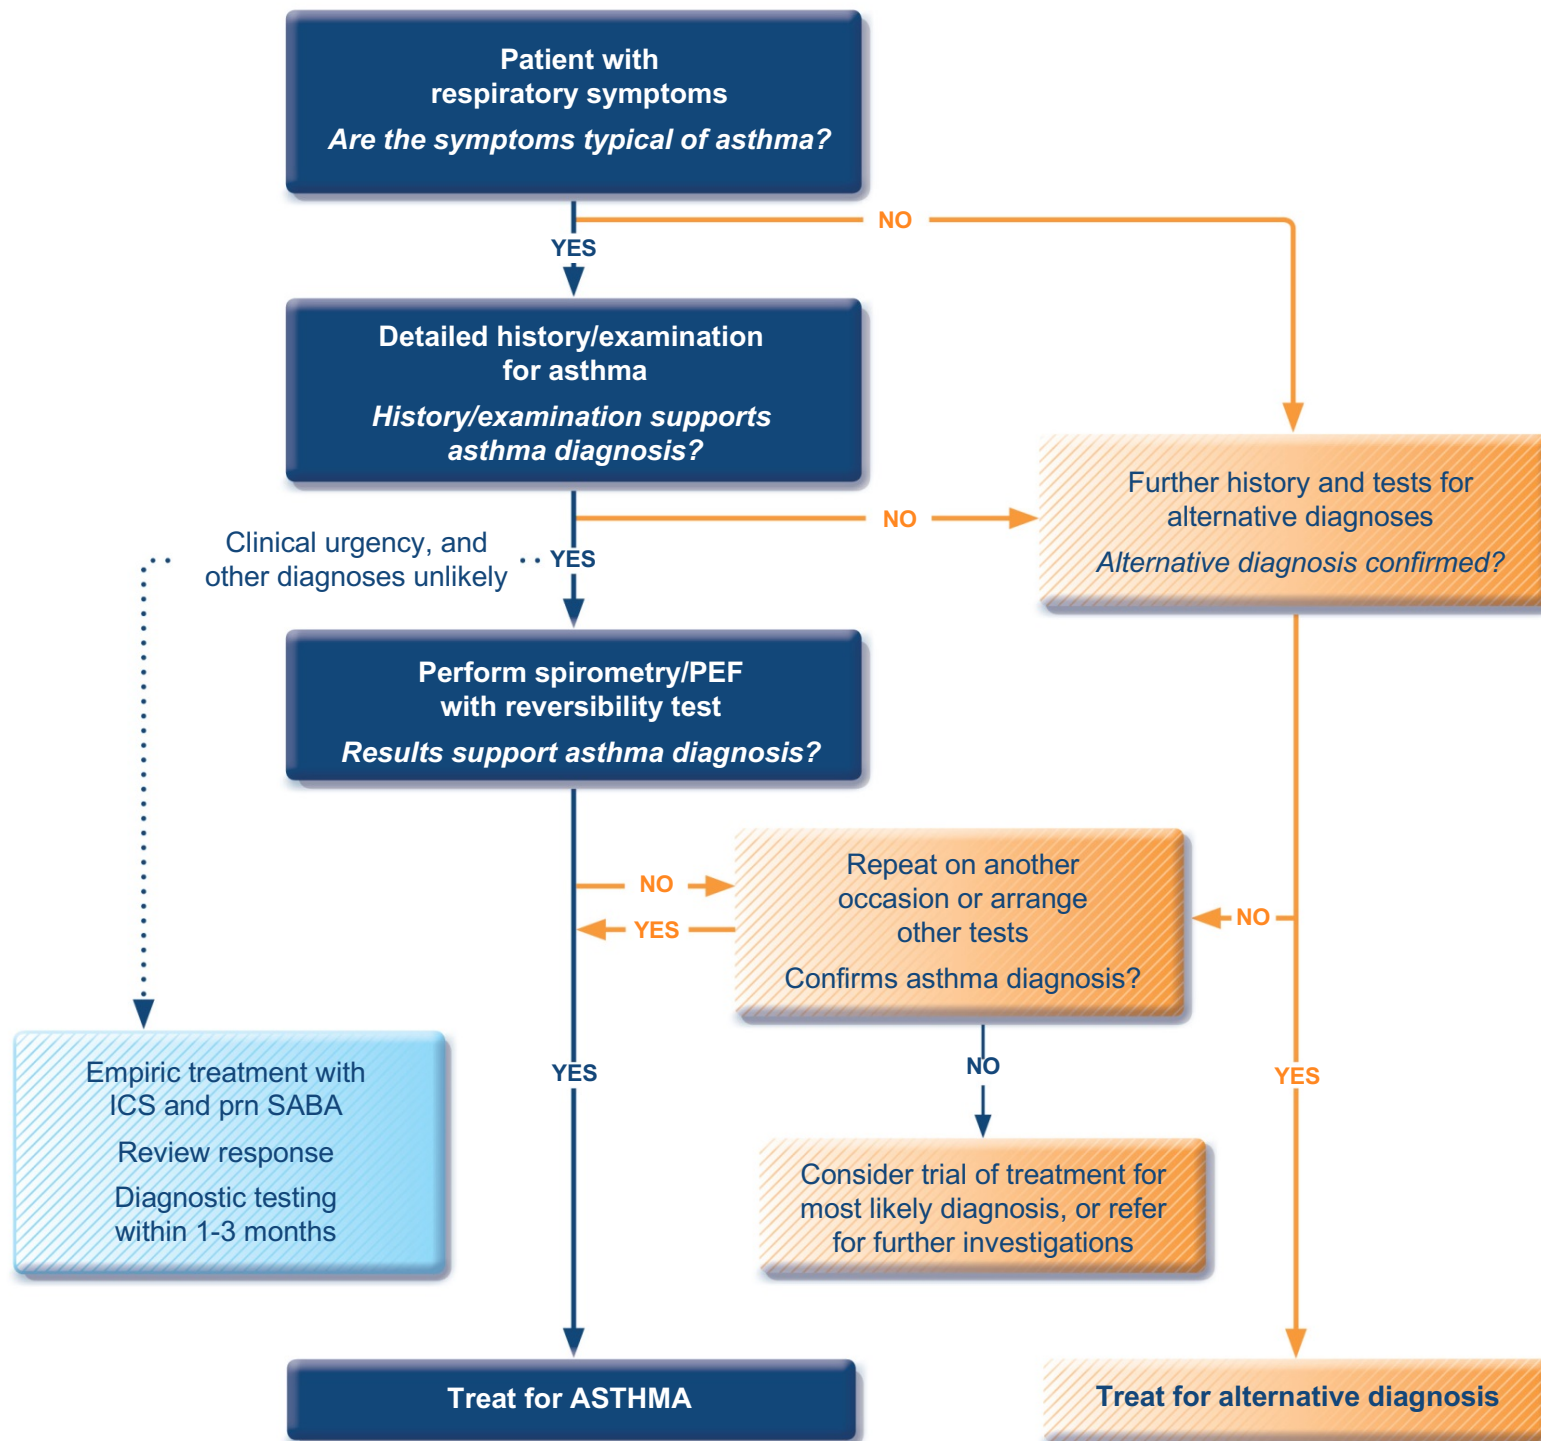 Patient with
respiratory symptoms
Are the symptoms typical of asthma?
NO
YES
Detailed history/examination
for asthma
History/examination supports
asthma diagnosis?
Further history and tests for
alternative diagnoses
Alternative diagnosis confirmed?
NO
Clinical urgency, and
other diagnoses unlikely
YES
Perform spirometry/PEF
with reversibility test
Results support asthma diagnosis?
Repeat on another
occasion or arrange
other tests
Confirms asthma diagnosis?
NO
YES
NO
Empiric treatment with
ICS and prn SABA
Review response
Diagnostic testing
within 1-3 months
YES
NO
YES
Consider trial of treatment for
most likely diagnosis, or refer
for further investigations
Treat for ASTHMA
Treat for alternative diagnosis